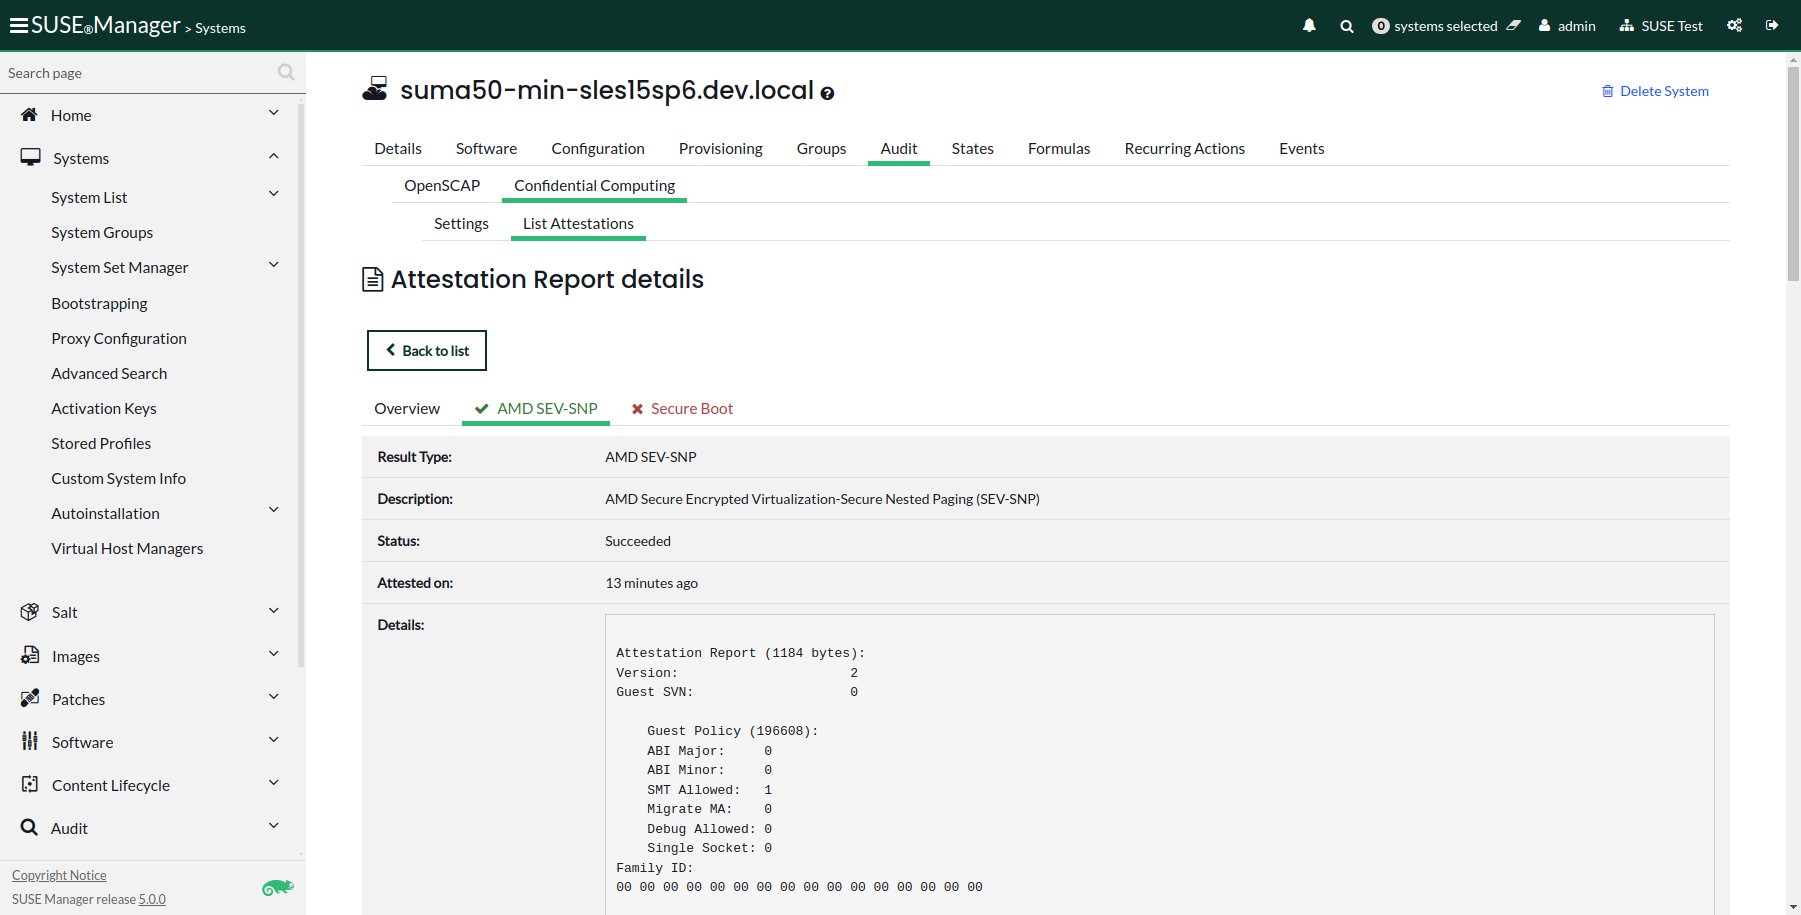 SUSE®Manager > Systems
0 systems selected admin SUSE Test
Search page
Home
Systems
System List
System Groups
System Set Manager
Bootstrapping
Proxy Configuration
Advanced Search
Activation Keys
Stored Profiles
Custom System Info
Autoinstallation
Virtual Host Managers
Salt
Images
Patches
Software
Content Lifecycle
Audit
Copyright Notice
SUSE Manager release 5.0.0
suma50-min-sles15sp6.dev.local ?
Delete System
Details Software Configuration Provisioning Groups Audit States Formulas Recurring Actions Events
OpenSCAP Confidential Computing
Settings List Attestations
Attestation Report details
Back to list
Overview AMD SEV-SNP Secure Boot
Result Type: AMD SEV-SNP
Description: AMD Secure Encrypted Virtualization-Secure Nested Paging (SEV-SNP)
Status: Succeeded
Attested on: 13 minutes ago
Details:
Attestation Report (1184 bytes):
Version: 2
Guest SVN: 0
Guest Policy (196608):
ABI Major: 0
ABI Minor: 0
SMT Allowed: 1
Migrate MA: 0
Debug Allowed: 0
Single Socket: 0
Family ID:
00 00 00 00 00 00 00 00 00 00 00 00 00 00 00 00